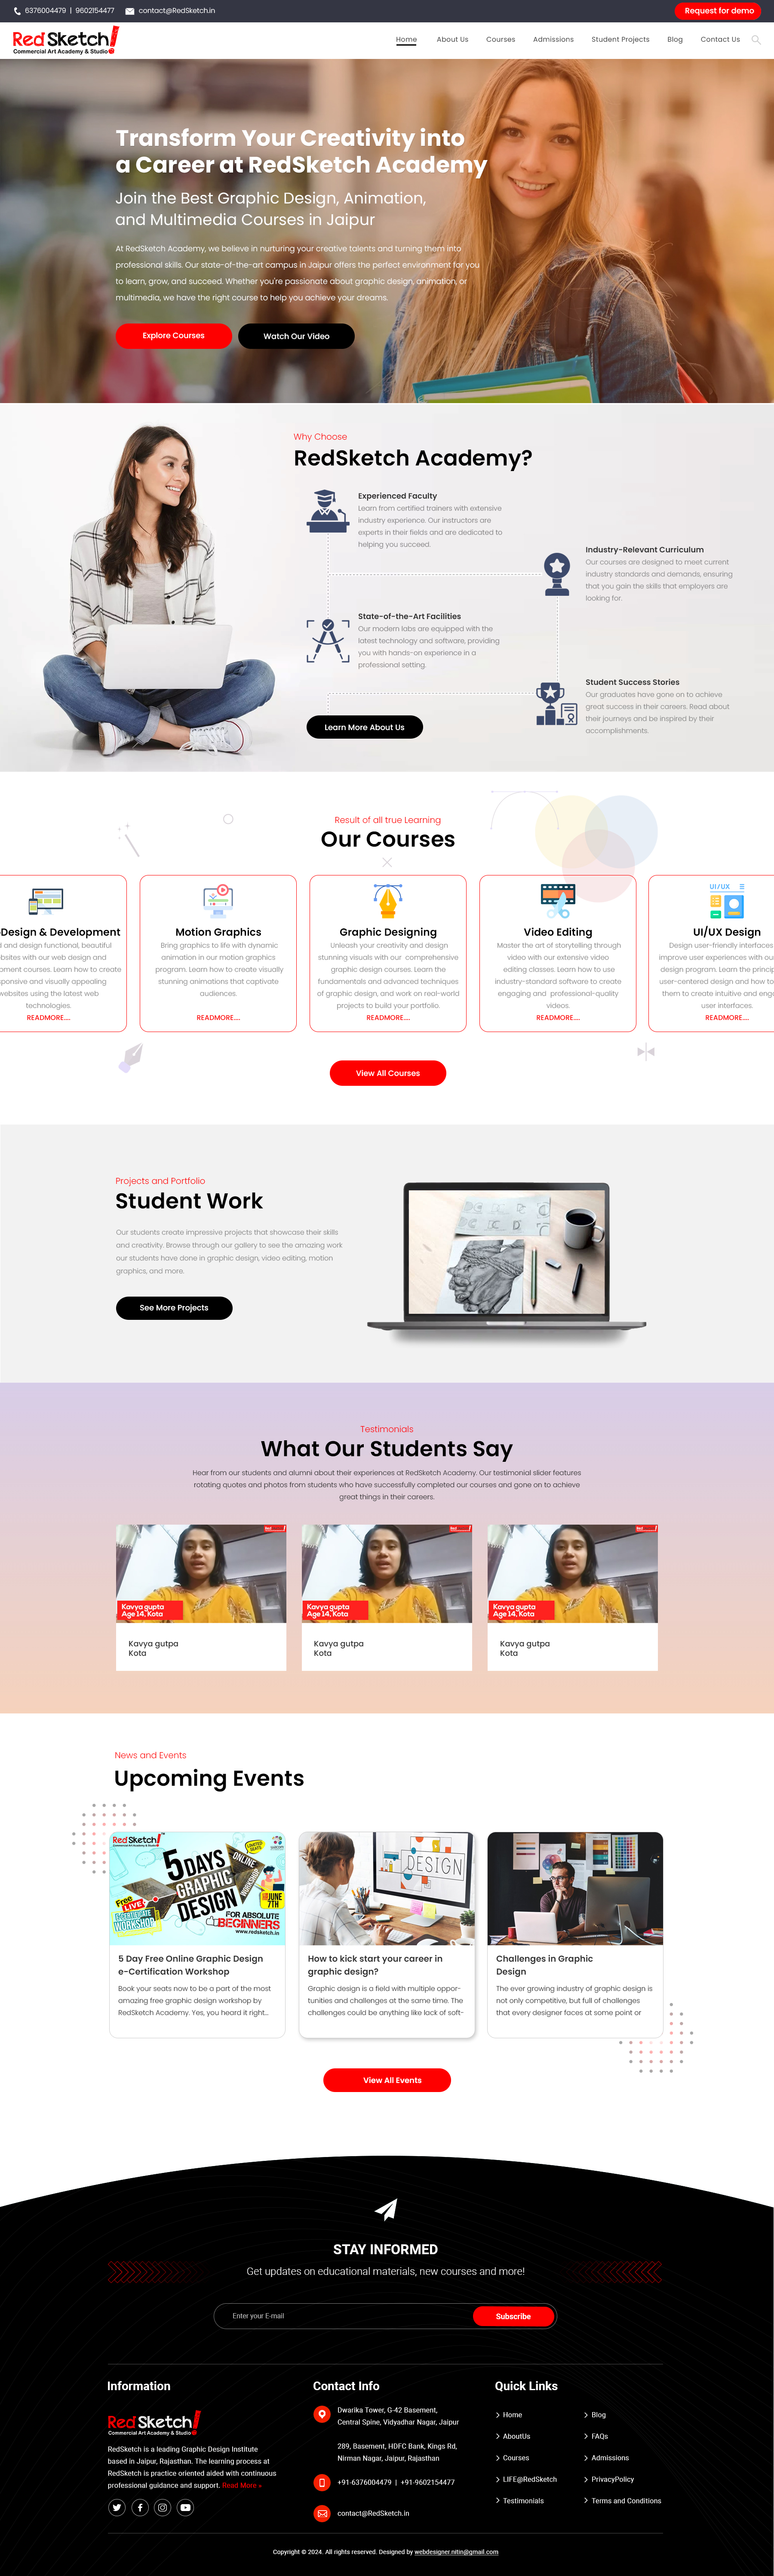 6376004479 | 9602154477
contact@RedSketch.in
Request for demo
RedSketch!
Commercial Art Academy & Studio
Home
About Us
Courses
Admissions
Student Projects
Blog
Contact Us
Transform Your Creativity into
a Career at RedSketch Academy
Join the Best Graphic Design, Animation,
and Multimedia Courses in Jaipur
At RedSketch Academy, we believe in nurturing your creative talents and turning them into
professional skills. Our state-of-the-art campus in Jaipur offers the perfect environment for you
to learn, grow, and succeed. Whether you're passionate about graphic design, animation, or
multimedia, we have the right course to help you achieve your dreams.
Explore Courses
Watch Our Video
Why Choose
RedSketch Academy?
Experienced Faculty
Learn from certified trainers with extensive
industry experience. Our instructors are
experts in their fields and are dedicated to
helping you succeed.
Industry-Relevant Curriculum
Our courses are designed to meet current
industry standards and demands, ensuring
that you gain the skills that employers are
looking for.
State-of-the-Art Facilities
Our modern labs are equipped with the
latest technology and software, providing
you with hands-on experience in a
professional setting.
Student Success Stories
Our graduates have gone on to achieve
great success in their careers. Read about
their journeys and be inspired by their
accomplishments.
Learn More About Us
Result of all true Learning
Our Courses
Design & Development
and design functional, beautiful
bsites with our web design and
oment courses. Learn how to create
ponsive and visually appealing
websites using the latest web
technologies.
READMORE....
Motion Graphics
Bring graphics to life with dynamic
animation in our motion graphics
program. Learn how to create visually
stunning animations that captivate
audiences.
READMORE....
Graphic Designing
Unleash your creativity and design
stunning visuals with our comprehensive
graphic design courses. Learn the
fundamentals and advanced techniques
of graphic design, and work on real-world
projects to build your portfolio.
READMORE....
Video Editing
Master the art of storytelling through
video with our extensive video
editing classes. Learn how to use
industry-standard software to create
engaging and professional-quality
videos.
READMORE....
UI/UX
UI/UX Design
Design user-friendly interfaces
improve user experiences with ou
design program. Learn the princip
user-centered design and how to
them to create intuitive and enga
user interfaces.
READMORE....
View All Courses
Projects and Portfolio
Student Work
Our students create impressive projects that showcase their skills
and creativity. Browse through our gallery to see the amazing work
our students have done in graphic design, video editing, motion
graphics, and more.
See More Projects
Testimonials
What Our Students Say
Hear from our students and alumni about their experiences at RedSketch Academy. Our testimonial slider features
rotating quotes and photos from students who have successfully completed our courses and gone on to achieve
great things in their careers.
Kavya gupta
Age 14, Kota
Kavya gutpa
Kota
Kavya gupta
Age 14, Kota
Kavya gutpa
Kota
Kavya gupta
Age 14, Kota
Kavya gutpa
Kota
News and Events
Upcoming Events
RedSketch!
5 DAYS
GRAPHIC
DESIGN
ONLINE
WORKSHOP
LIMITED
SEATS
Free
LIVE
E-CERTIFICATE
WORKSHOP
JUNE
7TH
FOR ABSOLUTE
BEGINNERS
www.redsketch.in
5 Day Free Online Graphic Design
e-Certification Workshop
Book your seats now to be a part of the most
amazing free graphic design workshop by
RedSketch Academy. Yes, you heard it right...
DESIGN
How to kick start your career in
graphic design?
Graphic design is a field with multiple oppor-
tunities and challenges at the same time. The
challenges could be anything like lack of soft-
Challenges in Graphic
Design
The ever growing industry of graphic design is
not only competitive, but full of challenges
that every designer faces at some point or
View All Events
STAY INFORMED
Get updates on educational materials, new courses and more!
Enter your E-mail
Subscribe
Information
RedSketch!
Commercial Art Academy & Studio
RedSketch is a leading Graphic Design Institute
based in Jaipur, Rajasthan. The learning process at
RedSketch is practice oriented aided with continuous
professional guidance and support. Read More »
Contact Info
Dwarika Tower, G-42 Basement,
Central Spine, Vidyadhar Nagar, Jaipur
289, Basement, HDFC Bank, Kings Rd,
Nirman Nagar, Jaipur, Rajasthan
+91-6376004479 | +91-9602154477
contact@RedSketch.in
Quick Links
Home
AboutUs
Courses
LIFE@RedSketch
Testimonials
Blog
FAQs
Admissions
PrivacyPolicy
Terms and Conditions
Copyright © 2024. All rights reserved. Designed by webdesigner.nitin@gmail.com